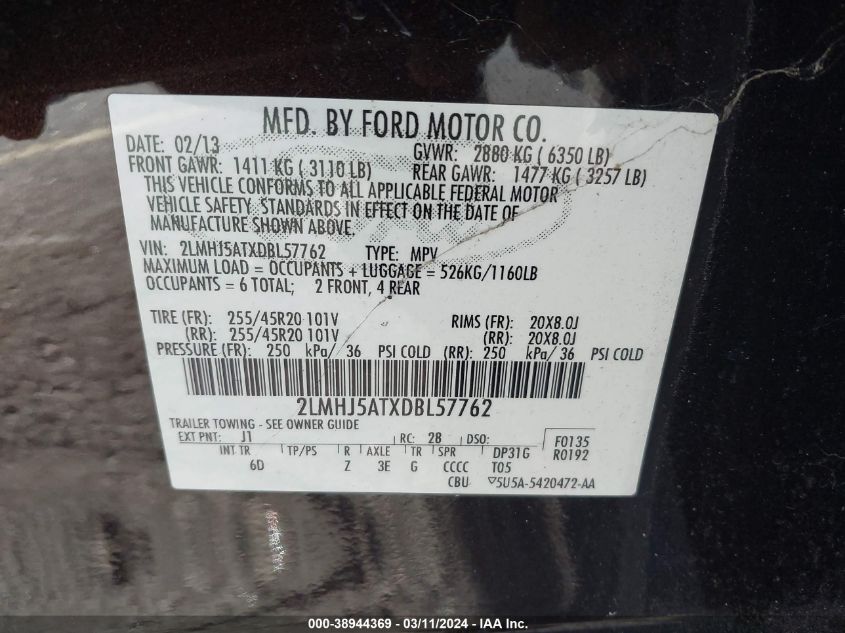 MFD. BY FORD MOTOR CO.
DATE: 02/13 GVWR: 2880 KG ( 6350 LB)
FRONT GAWR: 1411 KG ( 3110 LB) REAR GAWR: 1477 KG ( 3257 LB)
THIS VEHICLE CONFORMS TO ALL APPLICABLE FEDERAL MOTOR
VEHICLE SAFETY STANDARDS IN EFFECT ON THE DATE OF
MANUFACTURE SHOWN ABOVE.
VIN: 2LMHJ5ATXDBL57762 TYPE: MPV
MAXIMUM LOAD = OCCUPANTS + LUGGAGE = 526KG/1160LB
OCCUPANTS = 6 TOTAL; 2 FRONT, 4 REAR
TIRE (FR): 255/45R20 101V RIMS (FR): 20X8.0J
(RR): 255/45R20 101V (RR): 20X8.0J
PRESSURE (FR): 250 kPa/ 36 PSI COLD (RR): 250 kPa/ 36 PSI COLD
2LMHJ5ATXDBL57762
TRAILER TOWING - SEE OWNER GUIDE
EXT PNT: J1 RC: 28 DSO: F0135
INT TR TP/PS R AXLE TR SPR DP31G R0192
6D Z 3E G CCCC T05
CBU ▽5U5A-5420472-AA
000-38944369 - 03/11/2024 - IAA Inc.